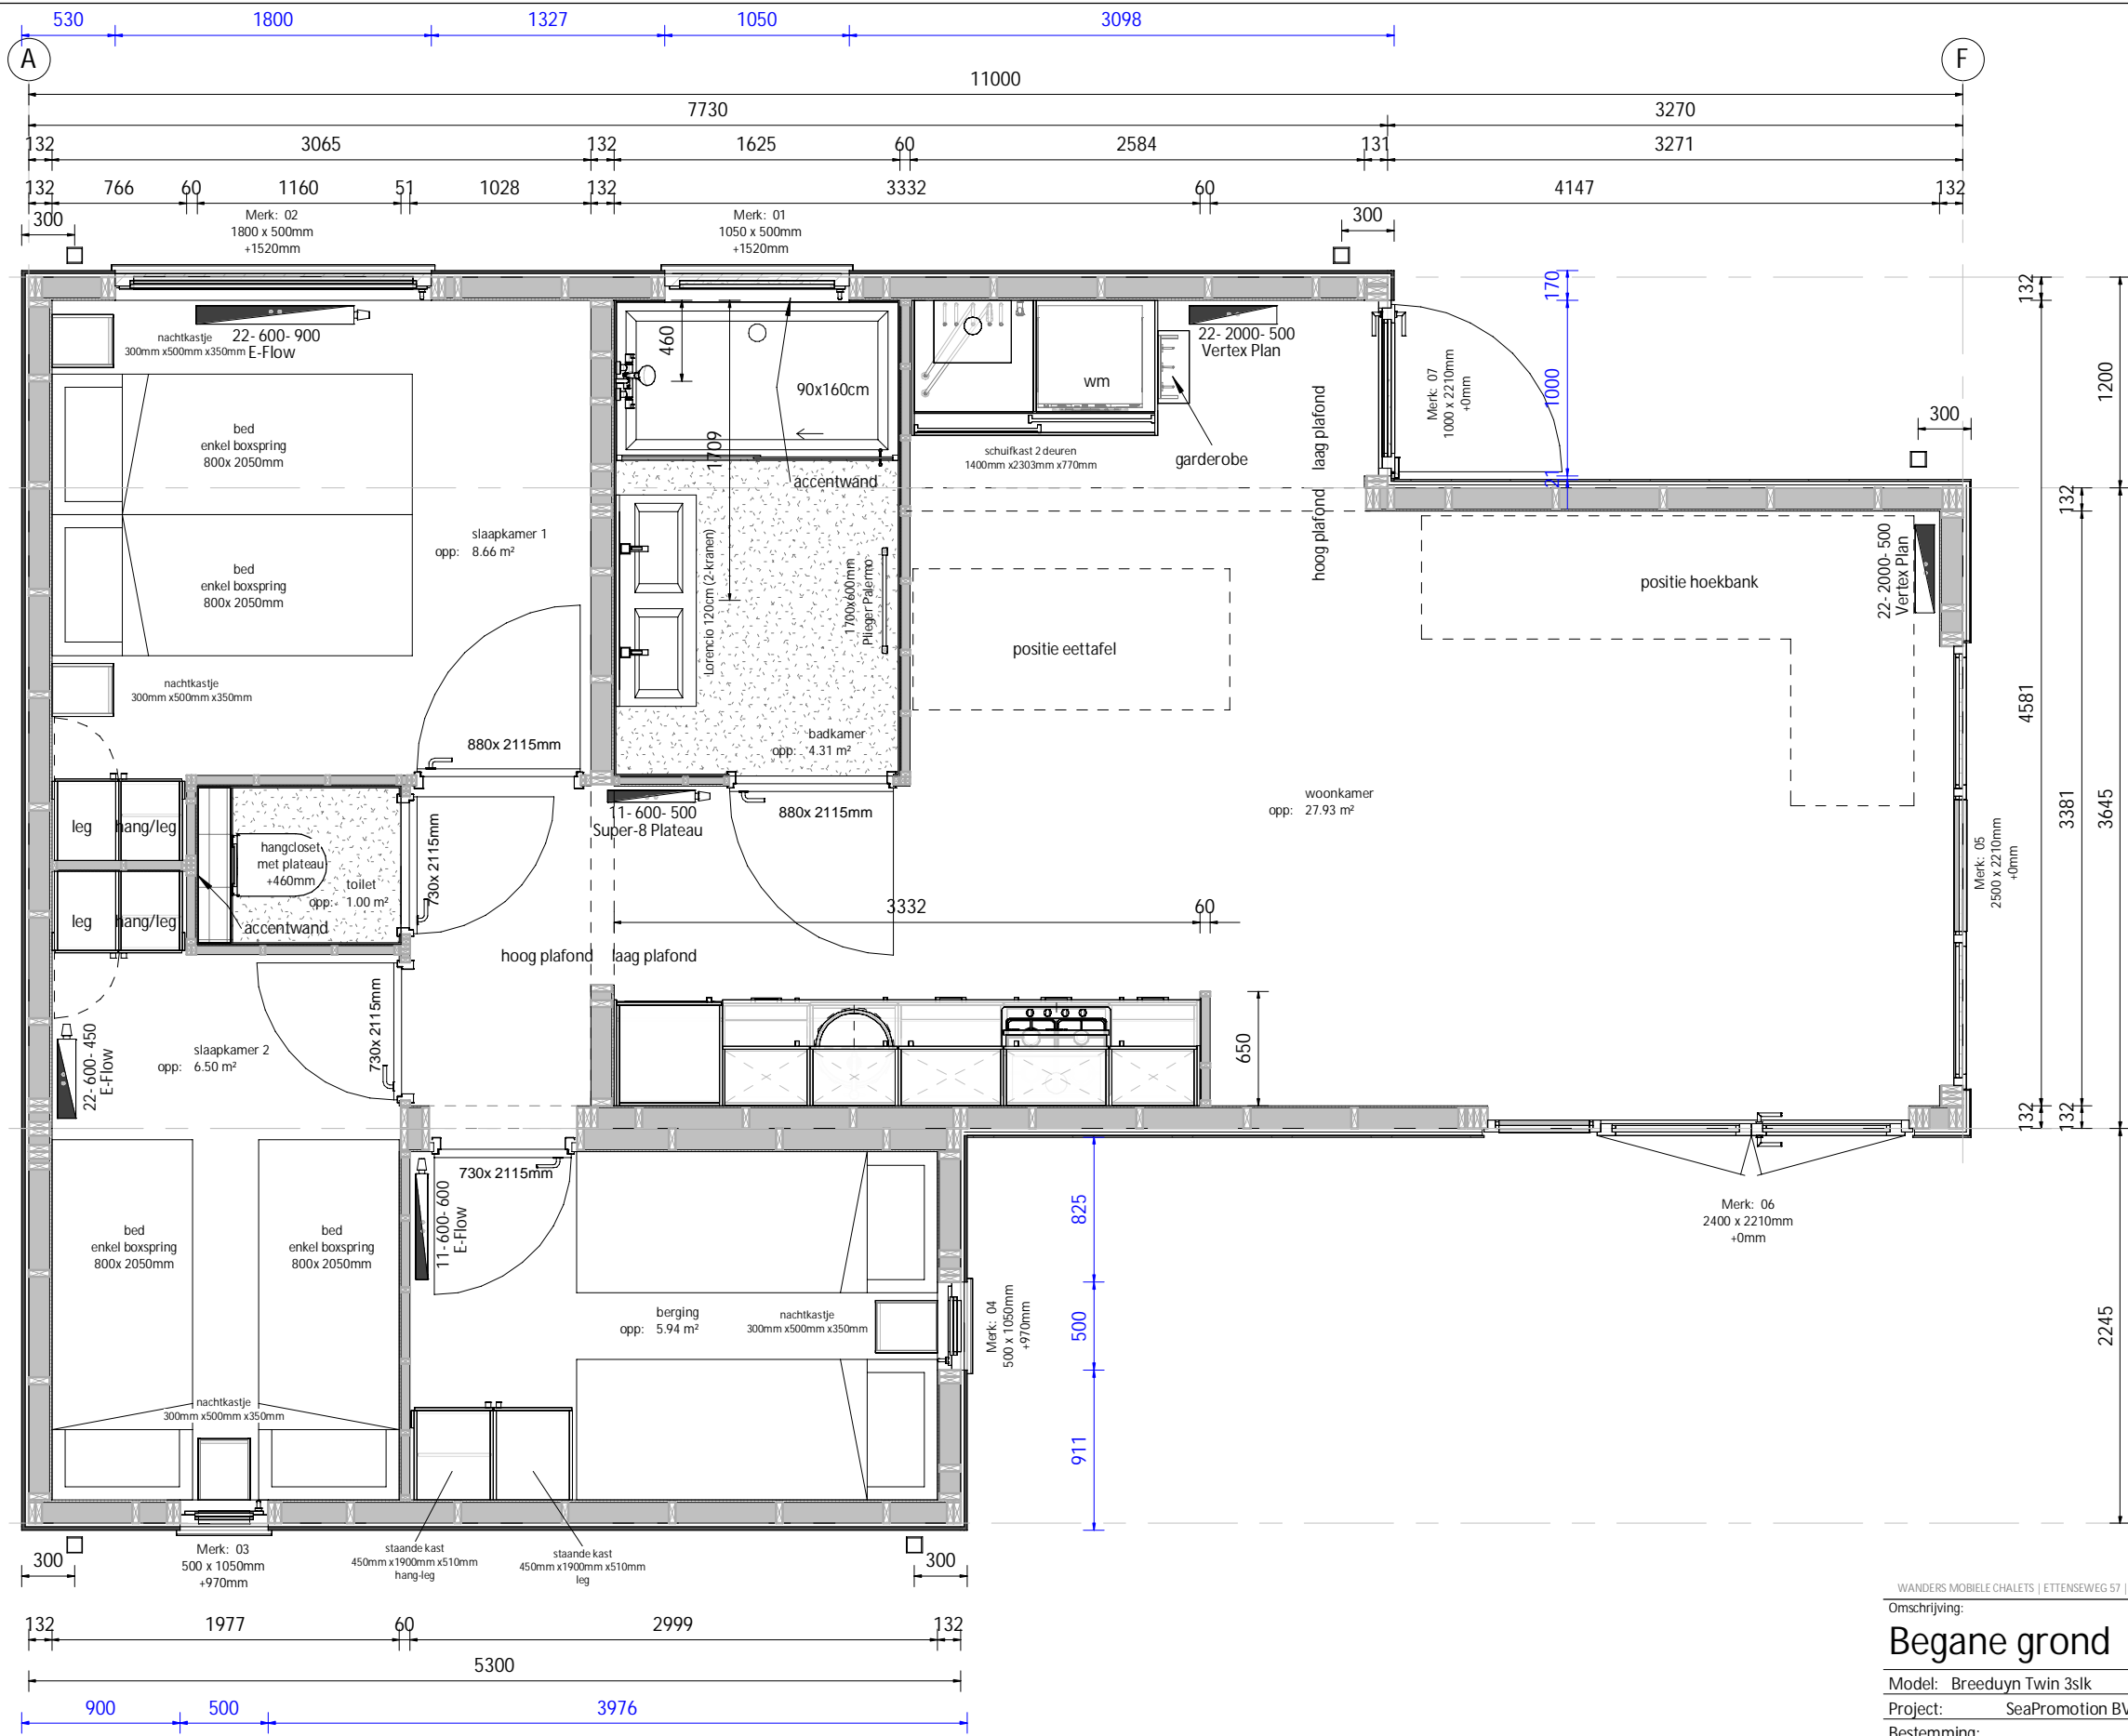 530 1800 1327 1050 3098
A F
11000
7730 3270
132 3065 132 1625 60 2584 131 3271
132 766 60 1160 51 1028 132 3332 60 4147 132
300
Merk: 02
1800 x 500mm
+1520mm
Merk: 01
1050 x 500mm
+1520mm
300
nachtkastje
300mm x500mm x350mm
22- 600- 900
E-Flow
460
1709
90x160cm
accentwand
wm
22- 2000- 500
Vertex Plan
garderobe
schuifkast 2 deuren
1400mm x2303mm x770mm
laag plafond
hoog plafond
Merk: 07
1000 x 2210mm
+0mm
170
1000
21
132
1200
300
132
bed
enkel boxspring
800x 2050mm
bed
enkel boxspring
800x 2050mm
slaapkamer 1
opp: 8.66 m²
nachtkastje
300mm x500mm x350mm
Lorencio 120cm (2-kranen)
1700x600mm
Plieger Palermo
badkamer
opp: 4.31 m²
positie eettafel
positie hoekbank
22- 2000- 500
Vertex Plan
4581
3381
3645
880x 2115mm
11- 600- 500
Super-8 Plateau
880x 2115mm
woonkamer
opp: 27.93 m²
Merk: 05
2500 x 2210mm
+0mm
leg hang/leg
leg hang/leg
hangcloset
met plateau
+460mm
toilet
opp: 1.00 m²
accentwand
730x 2115mm
3332 60
hoog plafond laag plafond
730x 2115mm
slaapkamer 2
opp: 6.50 m²
22- 600- 450
E-Flow
650
132
132
730x 2115mm
11- 600- 600
E-Flow
825
500
911
Merk: 06
2400 x 2210mm
+0mm
2245
bed
enkel boxspring
800x 2050mm
bed
enkel boxspring
800x 2050mm
berging
opp: 5.94 m²
nachtkastje
300mm x500mm x350mm
Merk: 04
500 x 1050mm
+970mm
nachtkastje
300mm x500mm x350mm
300
Merk: 03
500 x 1050mm
+970mm
staande kast
450mm x1900mm x510mm
hang-leg
staande kast
450mm x1900mm x510mm
leg
300
132 1977 60 2999 132
5300
900 500 3976
WANDERS MOBIELE CHALETS | ETTENSEWEG 57 |
Omschrijving:
Begane grond
Model: Breeduyn Twin 3slk
Project: SeaPromotion BV
Bestemming: